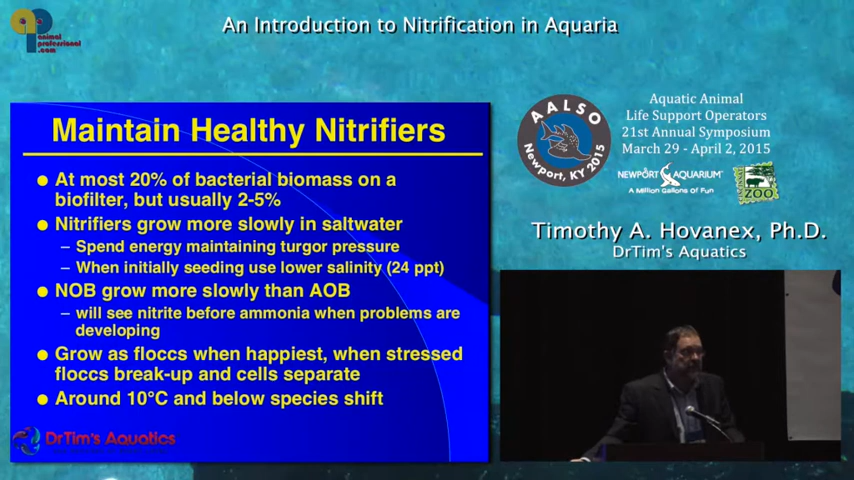 An Introduction to Nitrification in Aquaria
ap
animal
professional
.com
Maintain Healthy Nitrifiers
At most 20% of bacterial biomass on a
biofilter, but usually 2-5%
Nitrifiers grow more slowly in saltwater
– Spend energy maintaining turgor pressure
– When initially seeding use lower salinity (24 ppt)
NOB grow more slowly than AOB
– will see nitrite before ammonia when problems are
developing
Grow as floccs when happiest, when stressed
floccs break-up and cells separate
Around 10°C and below species shift
DrTim's Aquatics
AALSO
Newport, KY 2015
Aquatic Animal
Life Support Operators
21st Annual Symposium
March 29 - April 2, 2015
NEWPORT AQUARIUM
A Million Gallons of Fun
ZOO
Timothy A. Hovanex, Ph.D.
DrTim's Aquatics